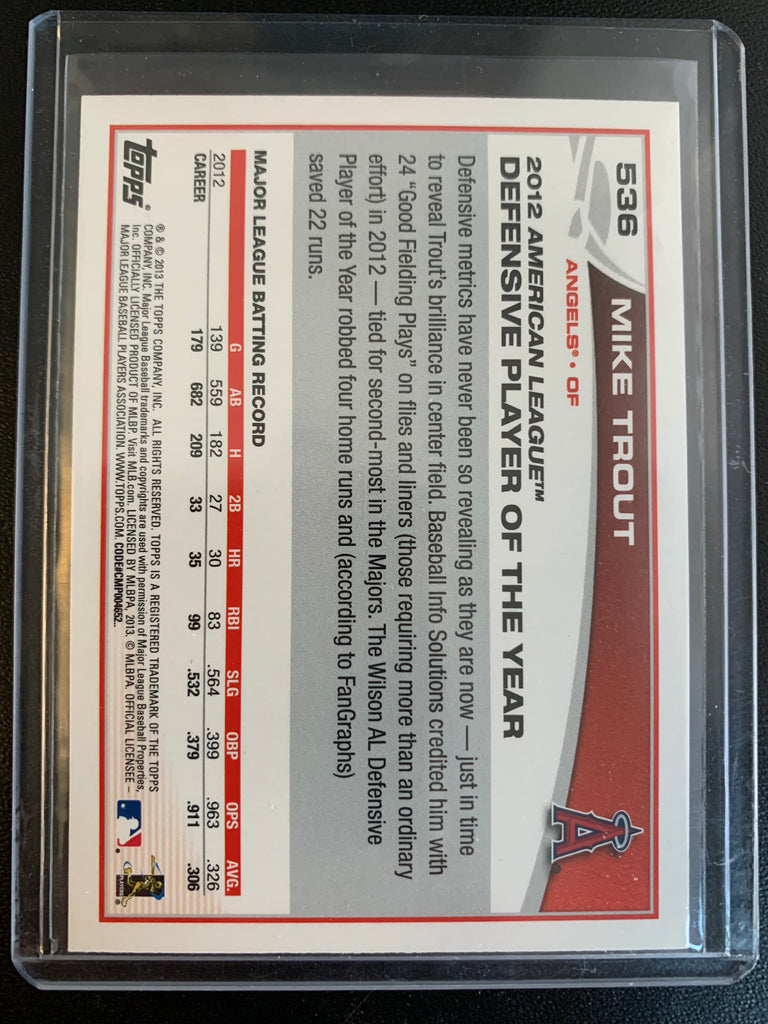 536
MIKE TROUT
ANGELS® • OF
2012 AMERICAN LEAGUE™
DEFENSIVE PLAYER OF THE YEAR
Defensive metrics have never been so revealing as they are now — just in time
to reveal Trout's brilliance in center field. Baseball Info Solutions credited him with
24 "Good Fielding Plays" on flies and liners (those requiring more than an ordinary
effort) in 2012 — tied for second-most in the Majors. The Wilson AL Defensive
Player of the Year robbed four home runs and (according to FanGraphs)
saved 22 runs.
MAJOR LEAGUE BATTING RECORD
G AB H 2B HR RBI SLG OBP OPS AVG.
2012 139 559 182 27 30 83 .564 .399 .963 .326
CAREER 179 682 209 33 35 99 .532 .379 .911 .306
topps®
® & © 2013 THE TOPPS COMPANY, INC. ALL RIGHTS RESERVED. TOPPS IS A REGISTERED TRADEMARK OF THE TOPPS
COMPANY, INC. Major League Baseball trademarks and copyrights are used with permission of Major League Baseball Properties,
Inc. OFFICIALLY LICENSED PRODUCT OF MLBP. Visit MLB.com. LICENSED BY MLBPA, 2013. © MLBPA. OFFICIAL LICENSEE –
MAJOR LEAGUE BASEBALL PLAYERS ASSOCIATION. WWW.TOPPS.COM. CODE#CMP004652.
A